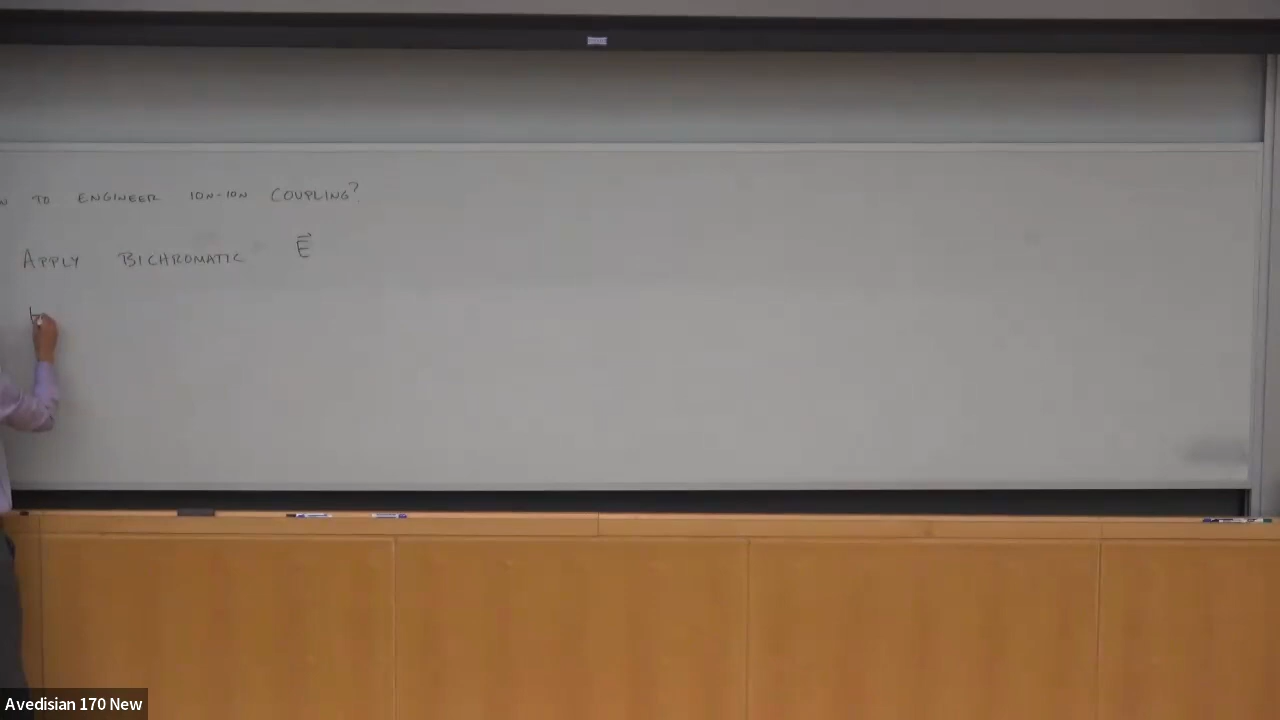 TO ENGINEER ION-ION COUPLING?
APPLY BICHROMATIC E⃗
Avedisian 170 New